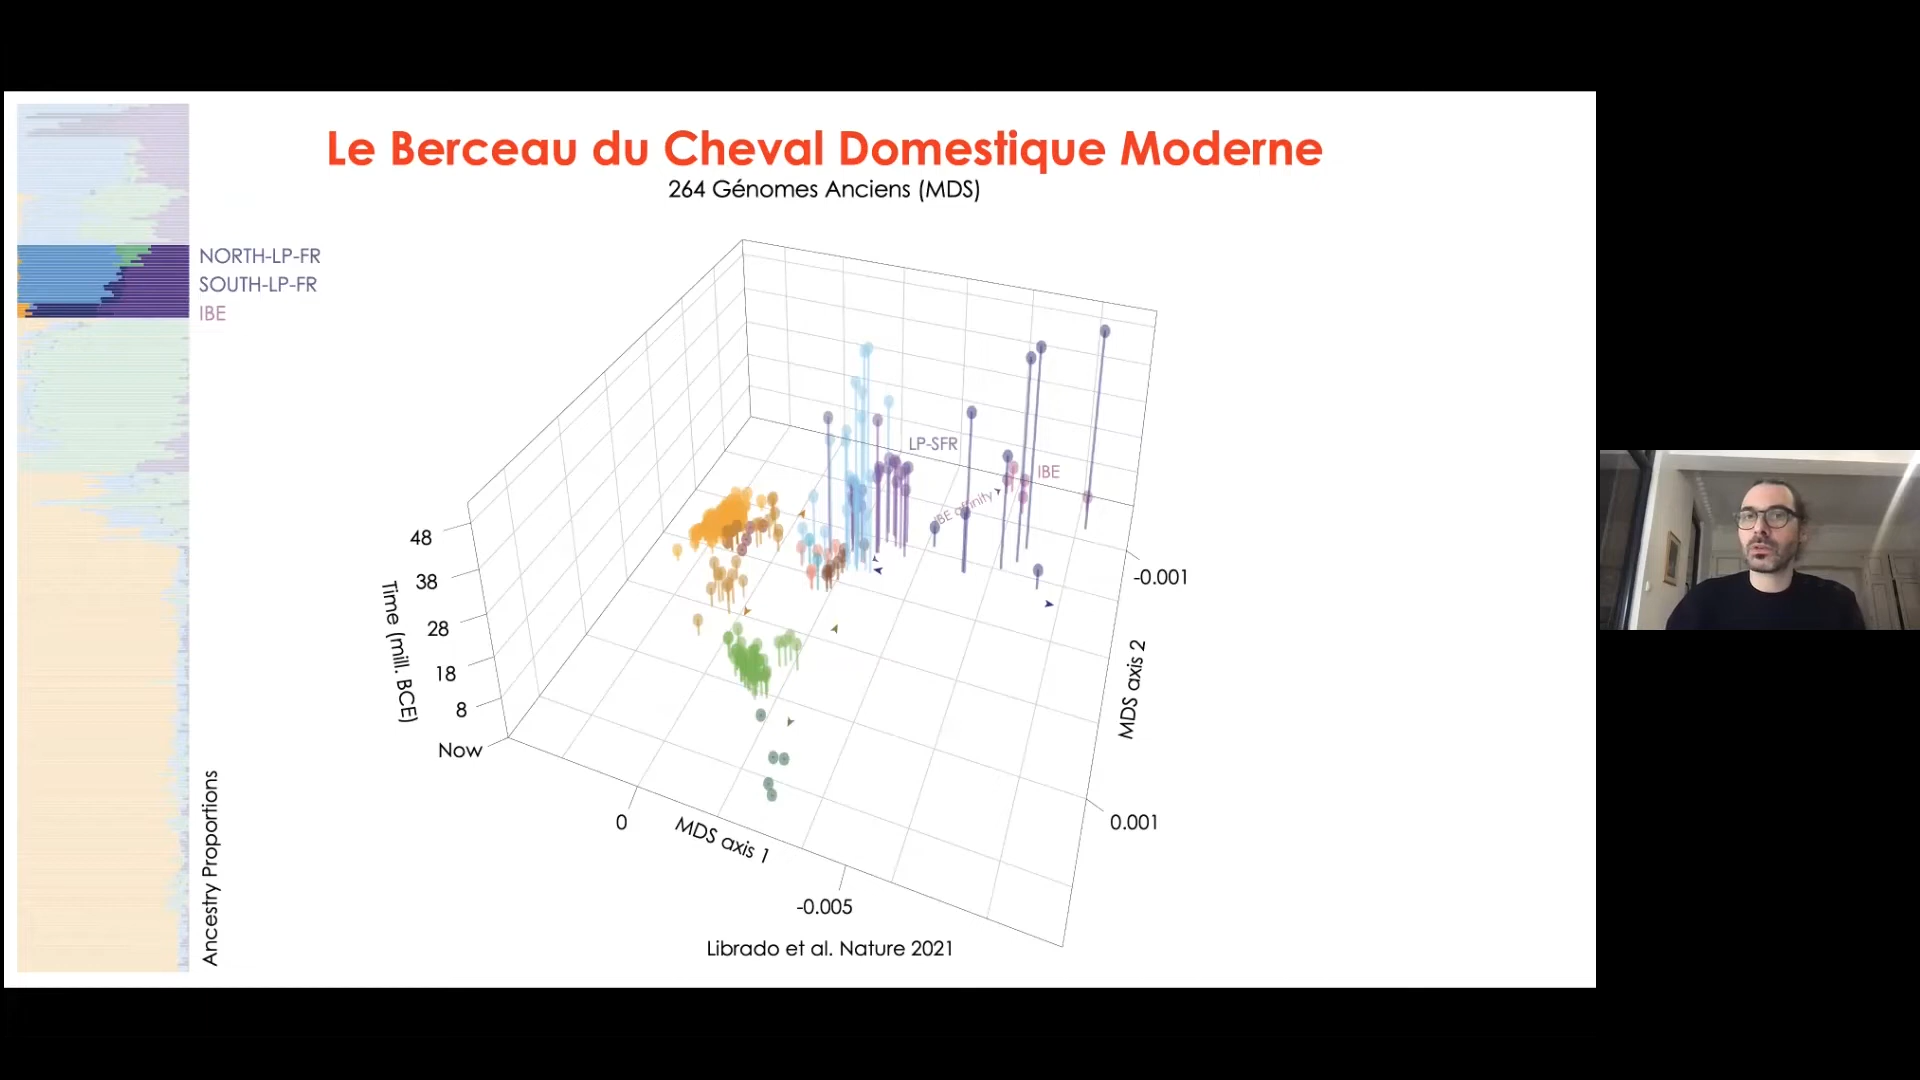 Le Berceau du Cheval Domestique Moderne
264 Génomes Anciens (MDS)
NORTH-LP-FR
SOUTH-LP-FR
IBE
LP-SFR
IBE
IBE affinity
48
38
28
18
8
Now
Time (mill. BCE)
-0.001
MDS axis 2
0.001
0
MDS axis 1
-0.005
Ancestry Proportions
Librado et al. Nature 2021